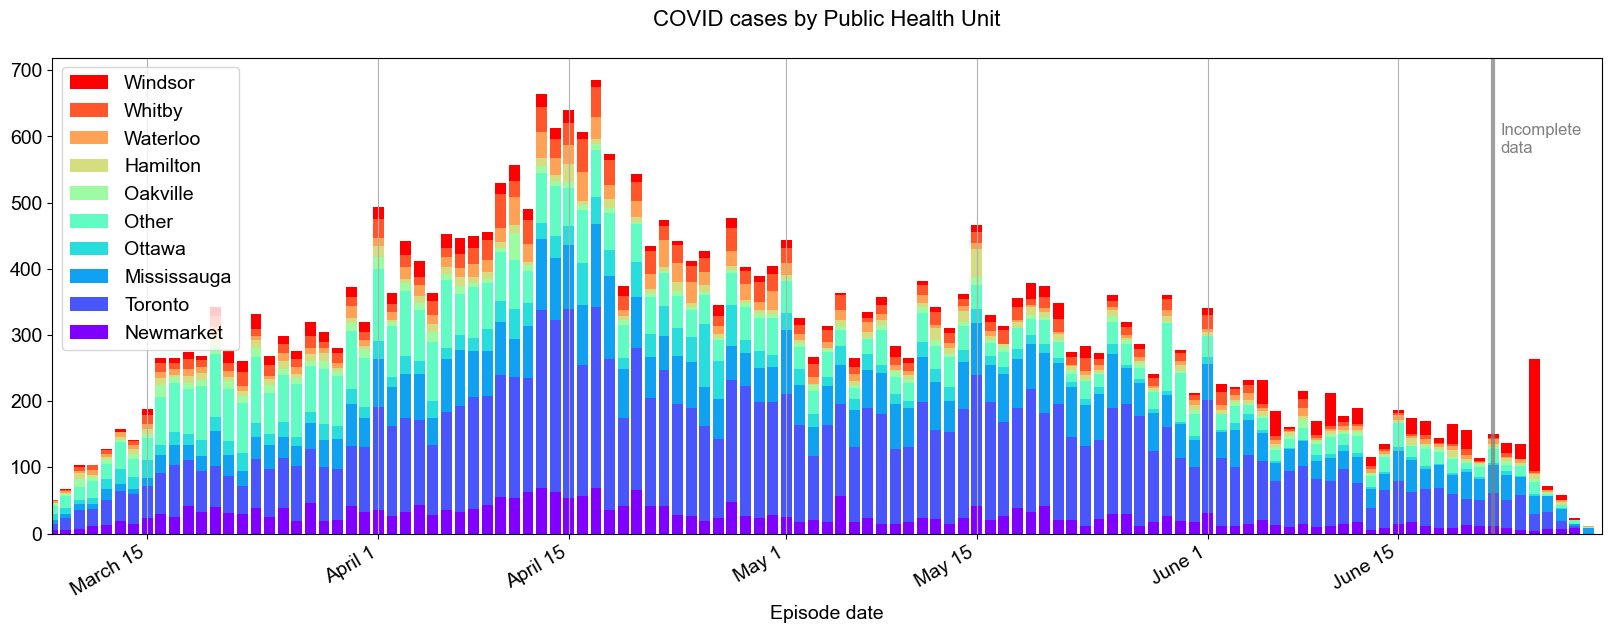 COVID cases by Public Health Unit
700
600
500
400
300
200
100
0
Windsor
Whitby
Waterloo
Hamilton
Oakville
Other
Ottawa
Mississauga
Toronto
Newmarket
Incomplete
data
March 15
April 1
April 15
May 1
May 15
June 1
June 15
Episode date